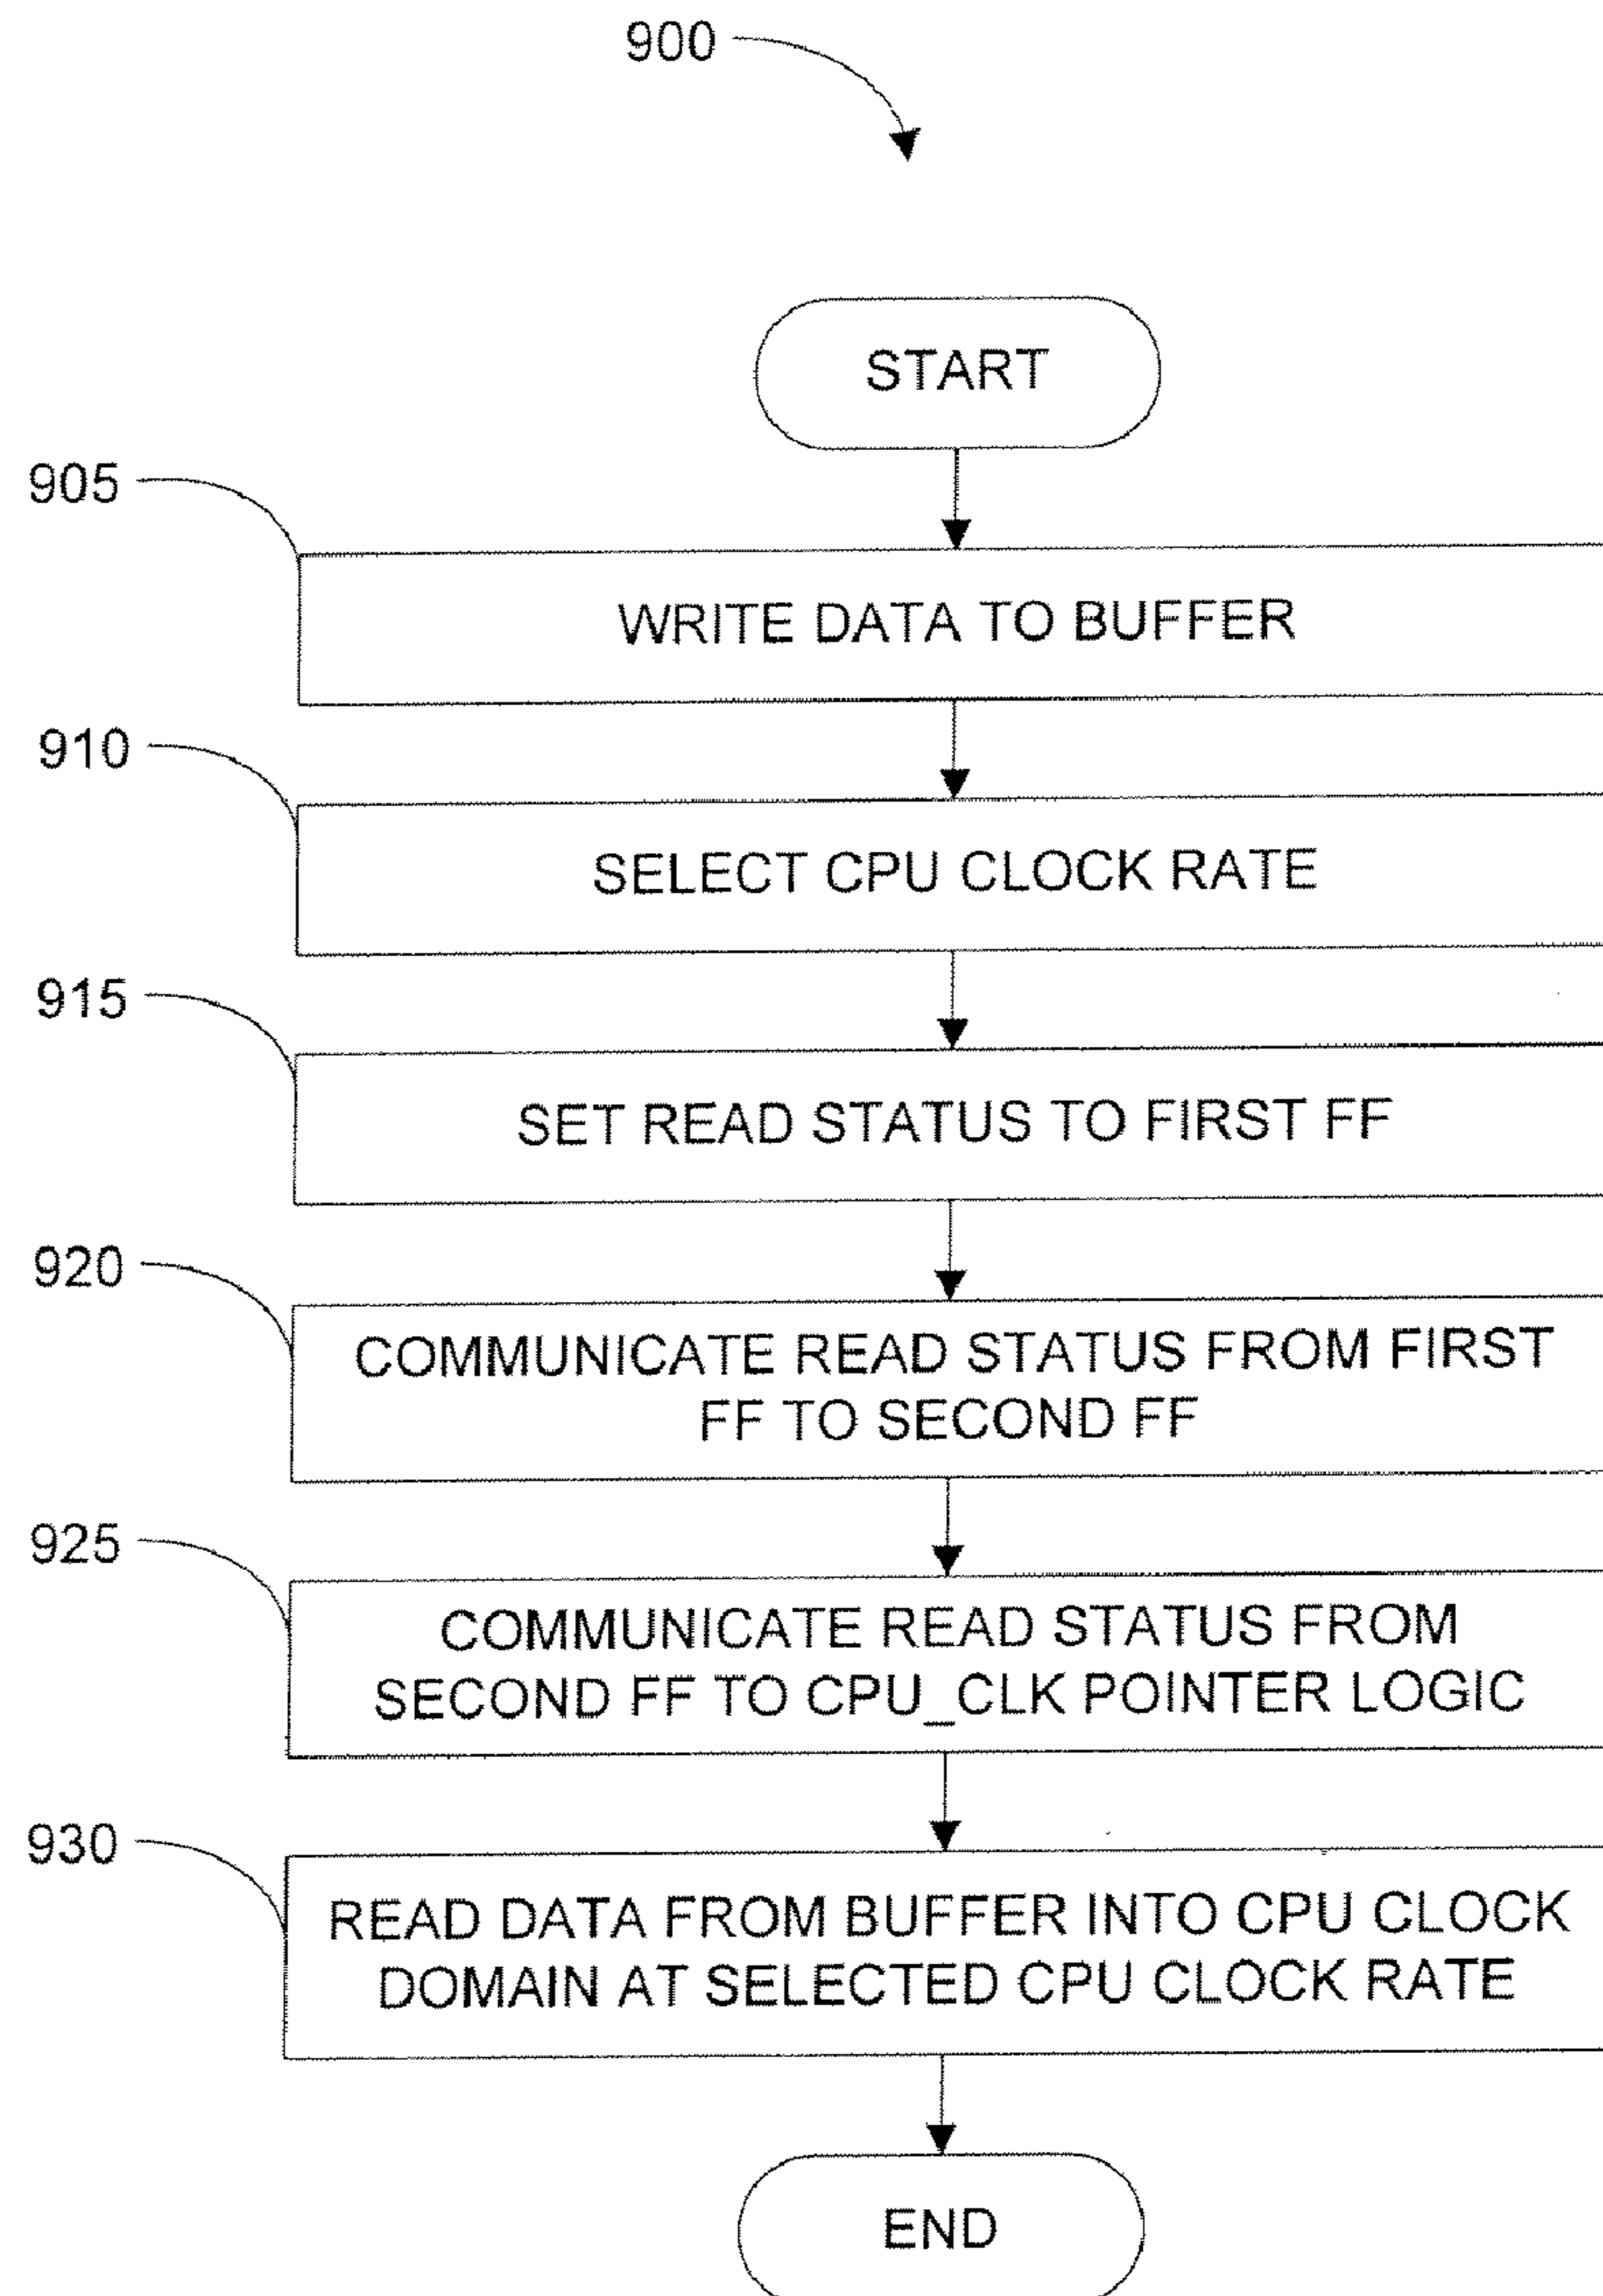 900
START
905
WRITE DATA TO BUFFER
910
SELECT CPU CLOCK RATE
915
SET READ STATUS TO FIRST FF
920
COMMUNICATE READ STATUS FROM FIRST
FF TO SECOND FF
925
COMMUNICATE READ STATUS FROM
SECOND FF TO CPU_CLK POINTER LOGIC
930
READ DATA FROM BUFFER INTO CPU CLOCK
DOMAIN AT SELECTED CPU CLOCK RATE
END